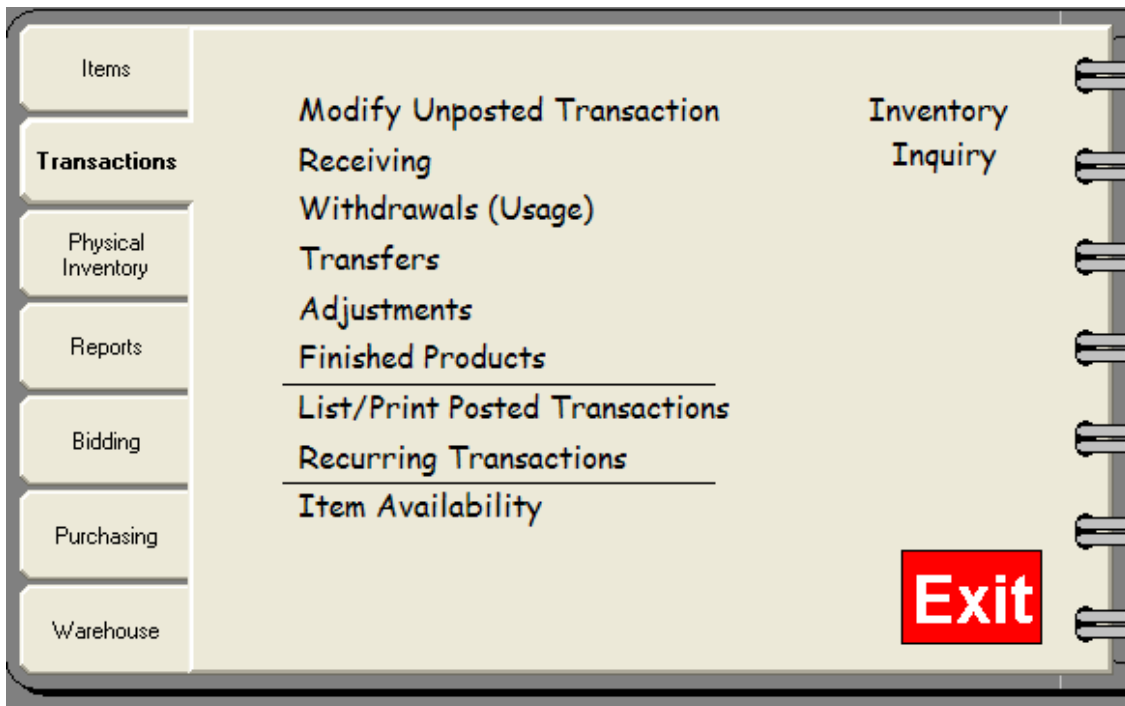 Items
Transactions
Physical
Inventory
Reports
Bidding
Purchasing
Warehouse
Modify Unposted Transaction
Receiving
Withdrawals (Usage)
Transfers
Adjustments
Finished Products
List/Print Posted Transactions
Recurring Transactions
Item Availability
Inventory
Inquiry
Exit